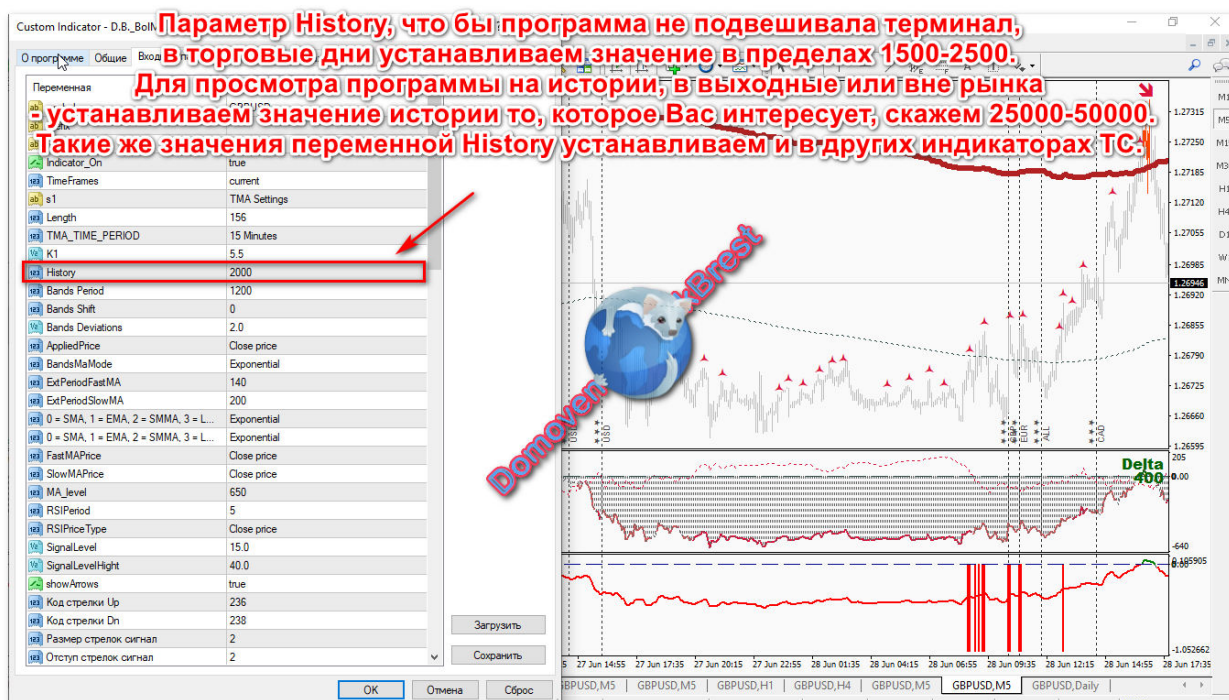 Custom Indicator - D.B._BolM
Параметр History, что бы программа не подвешивала терминал,
в торговые дни устанавливаем значение в пределах 1500-2500.
Для просмотра программы на истории, в выходные или вне рынка
- устанавливаем значение истории то, которое Вас интересует, скажем 25000-50000.
Такие же значения переменной History устанавливаем и в других индикаторах ТС.
О программе Общие
Переменная
Indicator_On true
TimeFrames current
s1 TMA Settings
Length 156
TMA_TIME_PERIOD 15 Minutes
K1 5.5
History 2000
Bands Period 1200
Bands Shift 0
Bands Deviations 2.0
AppliedPrice Close price
BandsMaMode Exponential
ExtPeriodFastMA 140
ExtPeriodSlowMA 200
0 = SMA, 1 = EMA, 2 = SMMA, 3 = L... Exponential
0 = SMA, 1 = EMA, 2 = SMMA, 3 = L... Exponential
FastMAPrice Close price
SlowMAPrice Close price
MA_level 650
RSIPeriod 5
RSIPriceType Close price
SignalLevel 15.0
SignalLevelHight 40.0
showArrows true
Код стрелки Up 236
Код стрелки Dn 238
Размер стрелок сигнал 2
Отступ стрелок сигнал 2
Загрузить
Сохранить
OK Отмена Сброс
1.27315
1.27250
1.27185
1.27120
1.27055
1.26985
1.26946
1.26920
1.26855
1.26790
1.26725
1.26660
1.26595
M1
M5
H1
H4
D1
W
MN
USD
USD
GBP
EUR
ALL
CAD
Domoven
xBrest
Delta
400
205
0.00
-640
-1.052662
27 Jun 14:55 27 Jun 17:35 27 Jun 20:15 27 Jun 22:55 28 Jun 01:35 28 Jun 04:15 28 Jun 06:55 28 Jun 09:35 28 Jun 12:15 28 Jun 14:55 28 Jun 17:35
GBPUSD,M5 GBPUSD,M5 GBPUSD,H1 GBPUSD,H4 GBPUSD,M5 GBPUSD,M5 GBPUSD,Daily